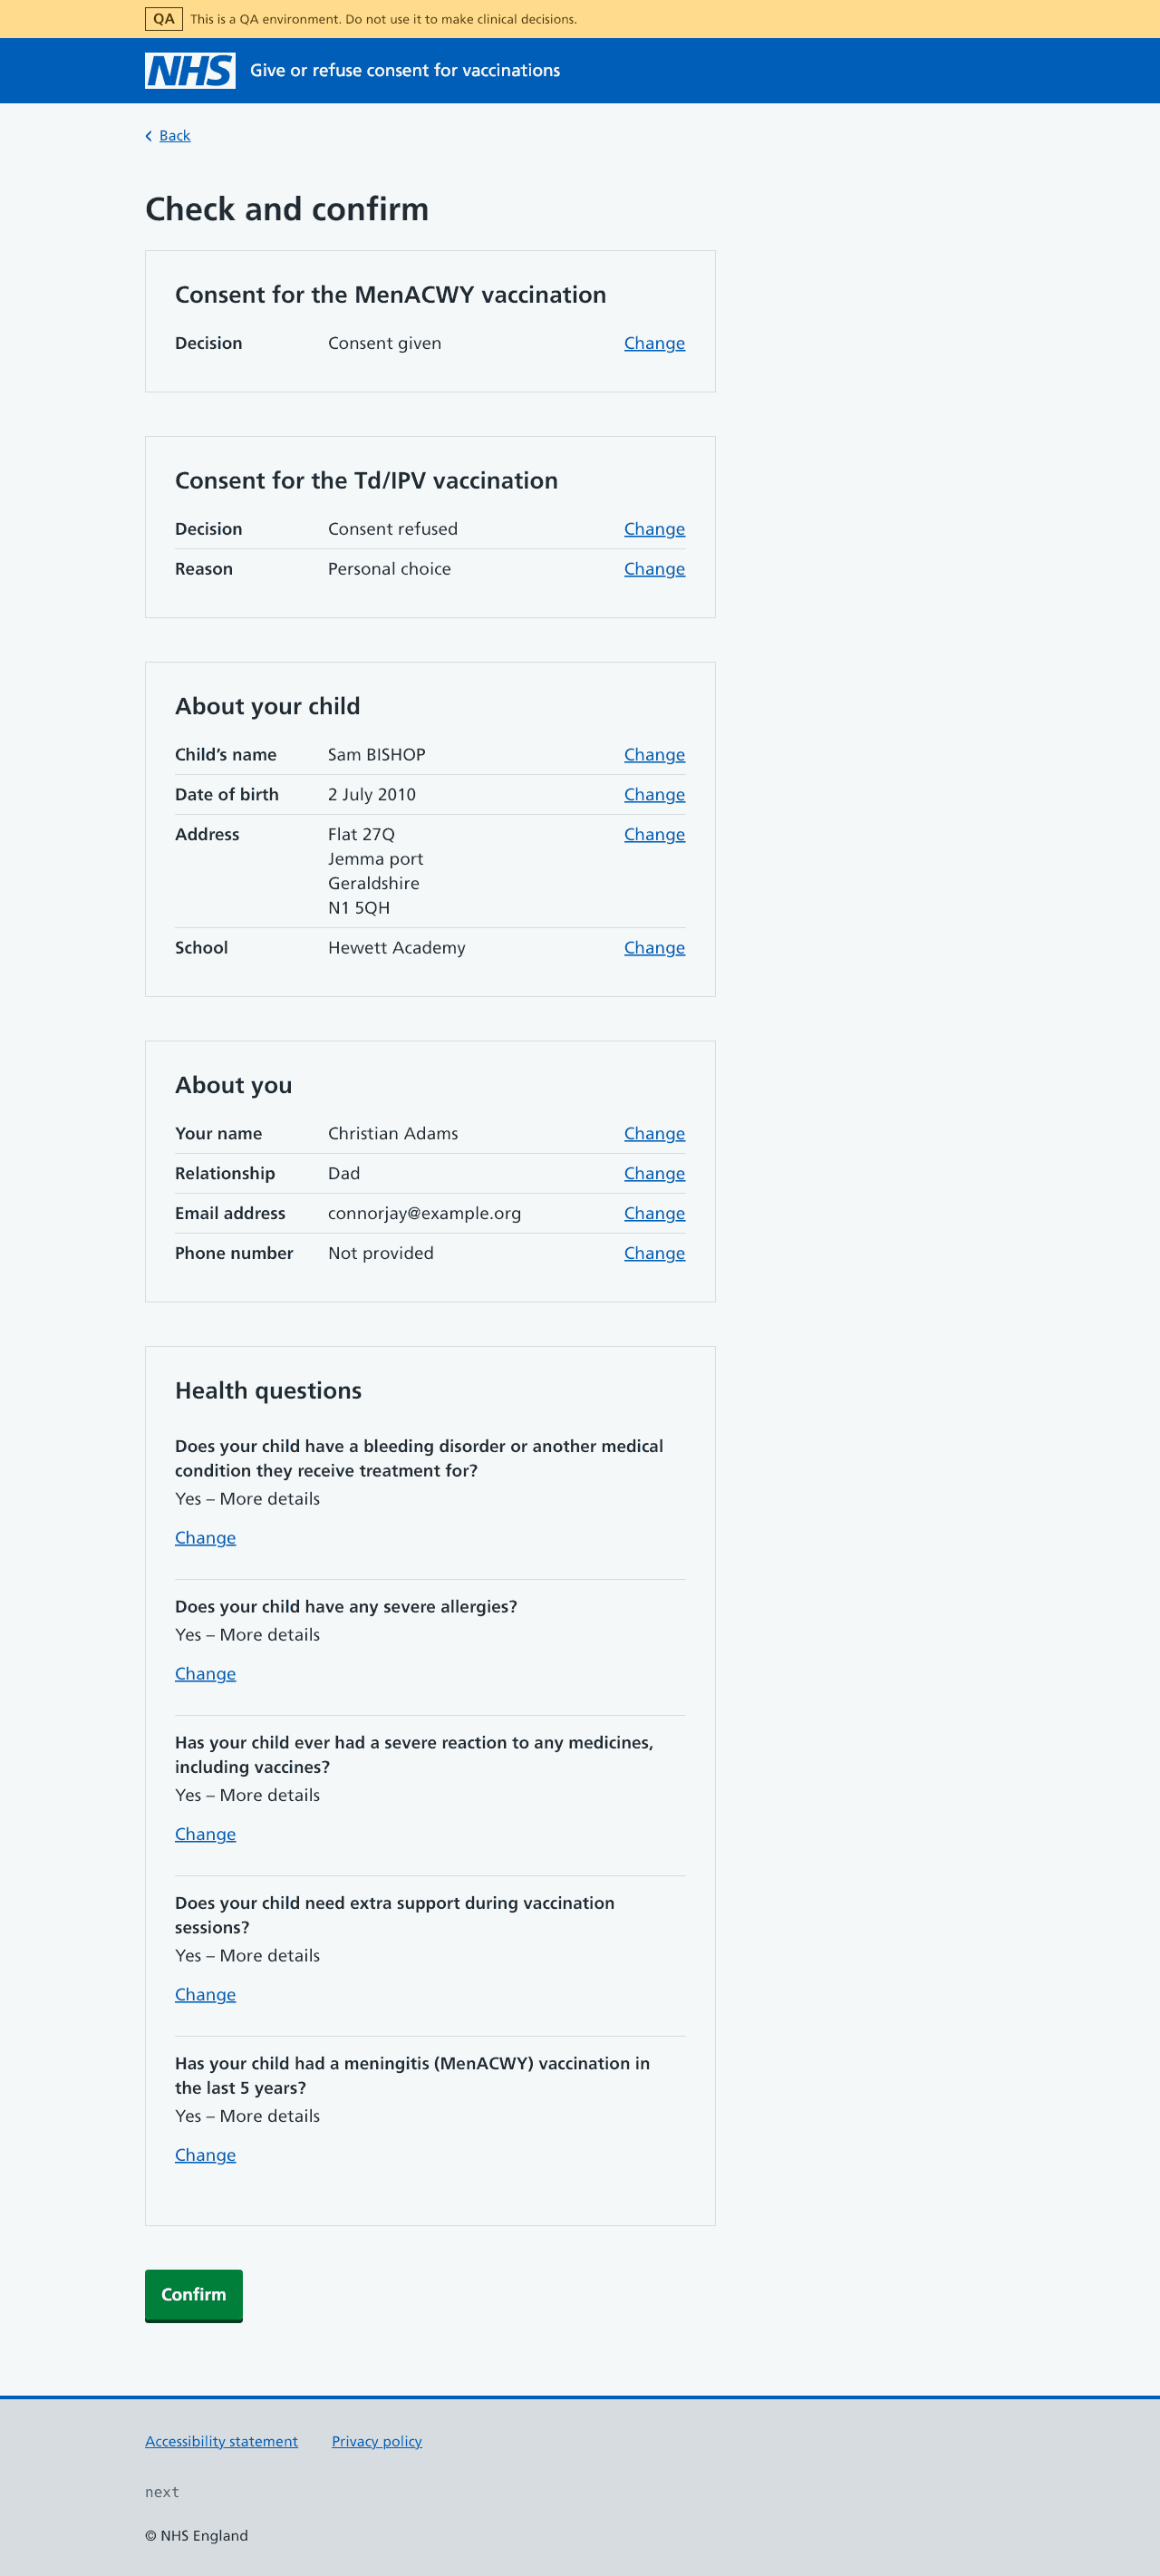 QA This is a QA environment. Do not use it to make clinical decisions.
NHS Give or refuse consent for vaccinations
Back
Check and confirm
Consent for the MenACWY vaccination
Decision Consent given Change
Consent for the Td/IPV vaccination
Decision Consent refused Change
Reason Personal choice Change
About your child
Child’s name Sam BISHOP Change
Date of birth 2 July 2010 Change
Address Flat 27Q Change
Jemma port
Geraldshire
N1 5QH
School Hewett Academy Change
About you
Your name Christian Adams Change
Relationship Dad Change
Email address connorjay@example.org Change
Phone number Not provided Change
Health questions
Does your child have a bleeding disorder or another medical
condition they receive treatment for?
Yes – More details
Change
Does your child have any severe allergies?
Yes – More details
Change
Has your child ever had a severe reaction to any medicines,
including vaccines?
Yes – More details
Change
Does your child need extra support during vaccination
sessions?
Yes – More details
Change
Has your child had a meningitis (MenACWY) vaccination in
the last 5 years?
Yes – More details
Change
Confirm
Accessibility statement Privacy policy
next
© NHS England